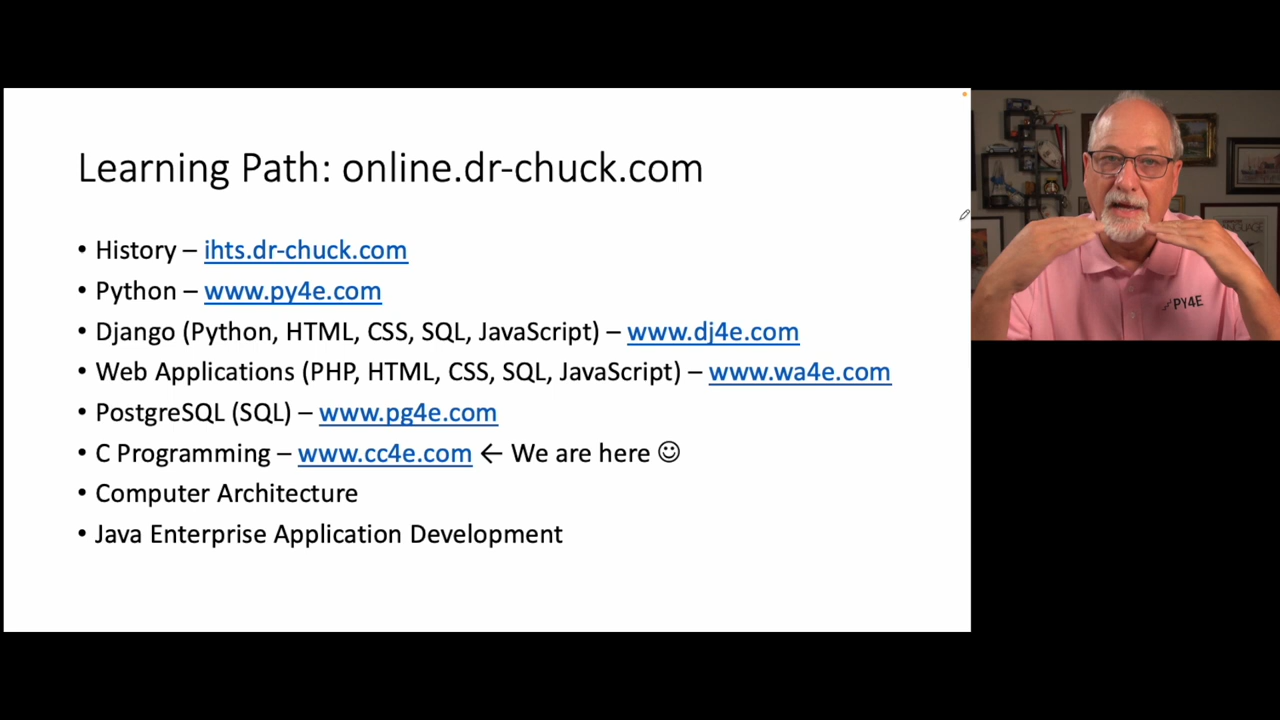 Learning Path: online.dr-chuck.com
• History – ihts.dr-chuck.com
• Python – www.py4e.com
• Django (Python, HTML, CSS, SQL, JavaScript) – www.dj4e.com
• Web Applications (PHP, HTML, CSS, SQL, JavaScript) – www.wa4e.com
• PostgreSQL (SQL) – www.pg4e.com
• C Programming – www.cc4e.com ← We are here ☺
• Computer Architecture
• Java Enterprise Application Development
PY4E
LANGUAGE